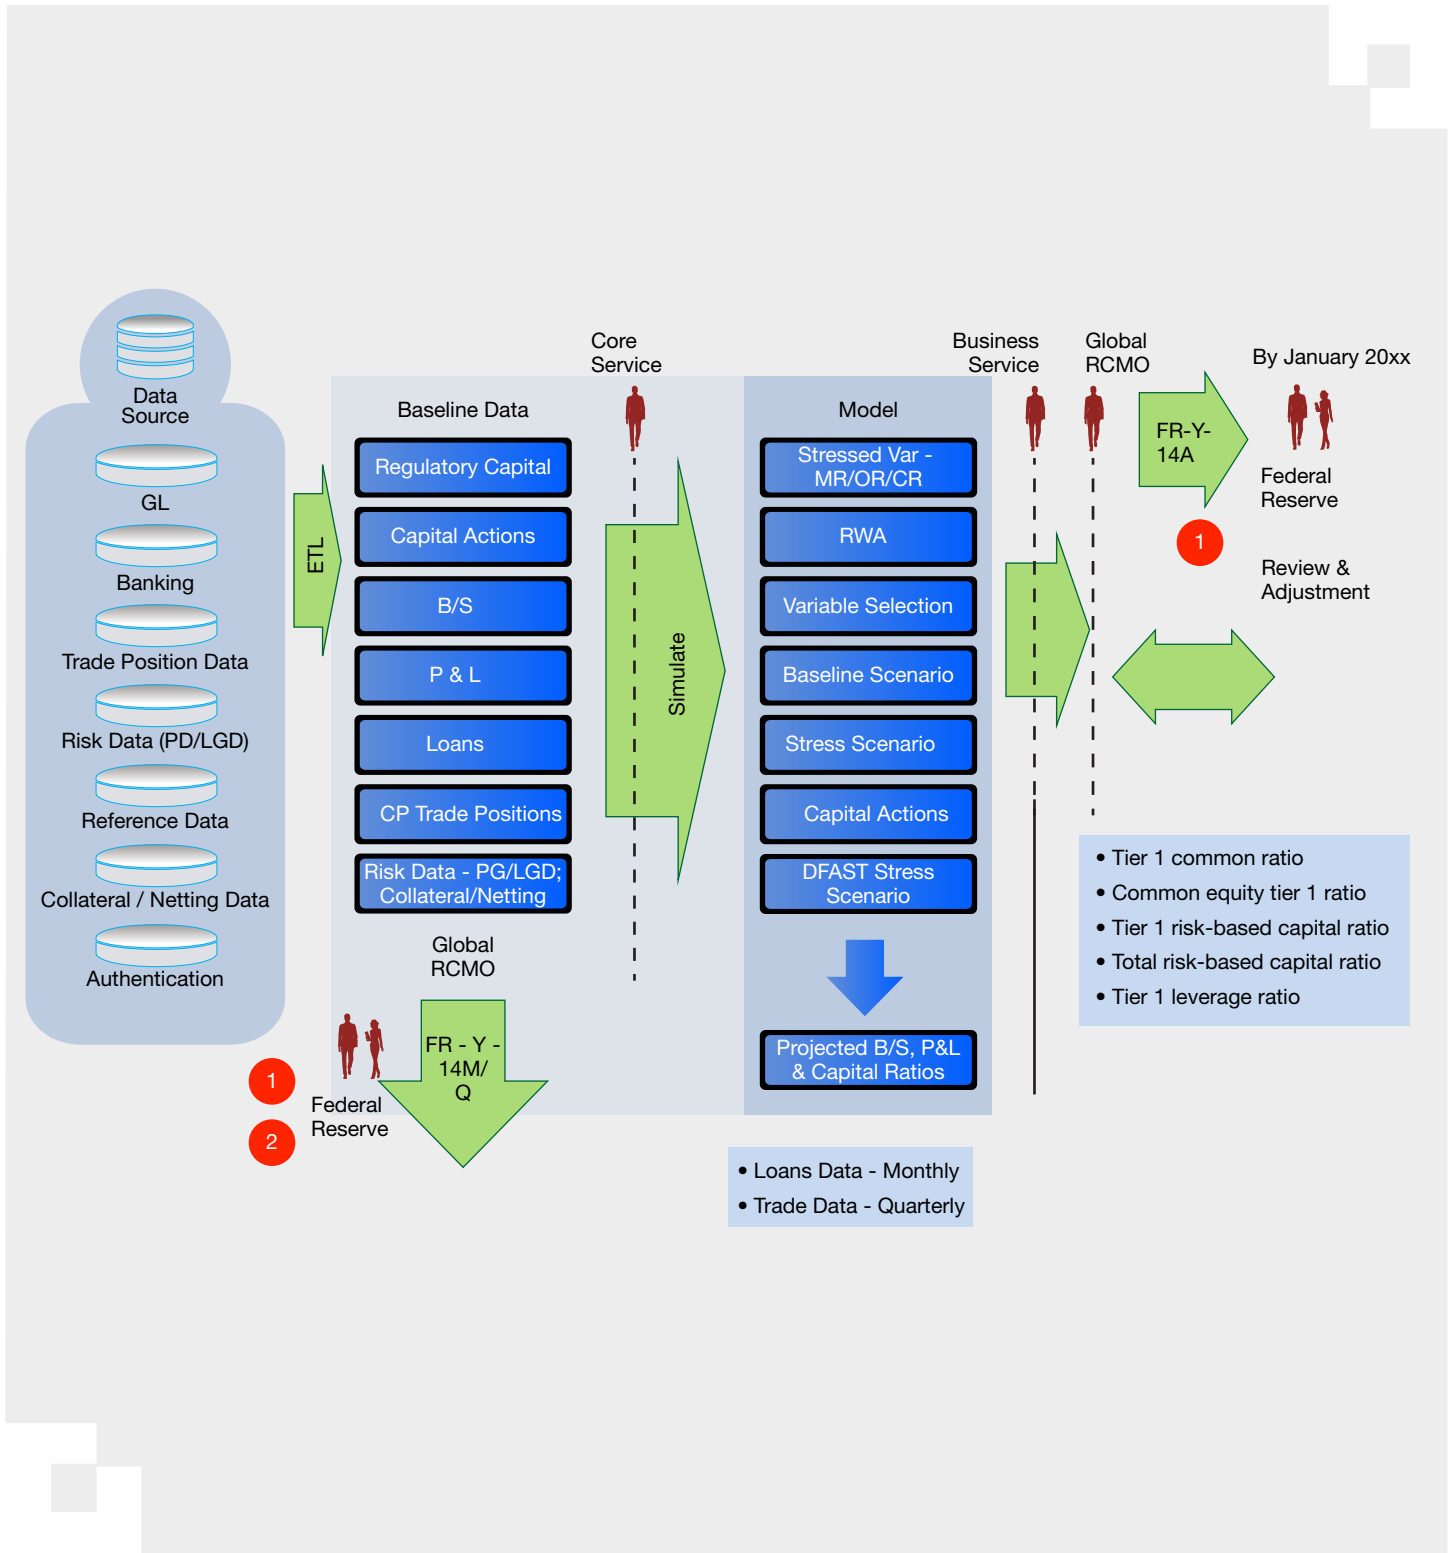 Data
Source
GL
Banking
Trade Position Data
Risk Data (PD/LGD)
Reference Data
Collateral / Netting Data
Authentication
ETL
Baseline Data
Regulatory Capital
Capital Actions
B/S
P & L
Loans
CP Trade Positions
Risk Data - PG/LGD;
Collateral/Netting
Global
RCMO
FR - Y -
14M/
Q
1
2
Federal
Reserve
Core
Service
Simulate
Model
Stressed Var -
MR/OR/CR
RWA
Variable Selection
Baseline Scenario
Stress Scenario
Capital Actions
DFAST Stress
Scenario
Projected B/S, P&L
& Capital Ratios
• Loans Data - Monthly
• Trade Data - Quarterly
Business
Service
Global
RCMO
FR-Y-
14A
1
By January 20xx
Federal
Reserve
Review &
Adjustment
• Tier 1 common ratio
• Common equity tier 1 ratio
• Tier 1 risk-based capital ratio
• Total risk-based capital ratio
• Tier 1 leverage ratio